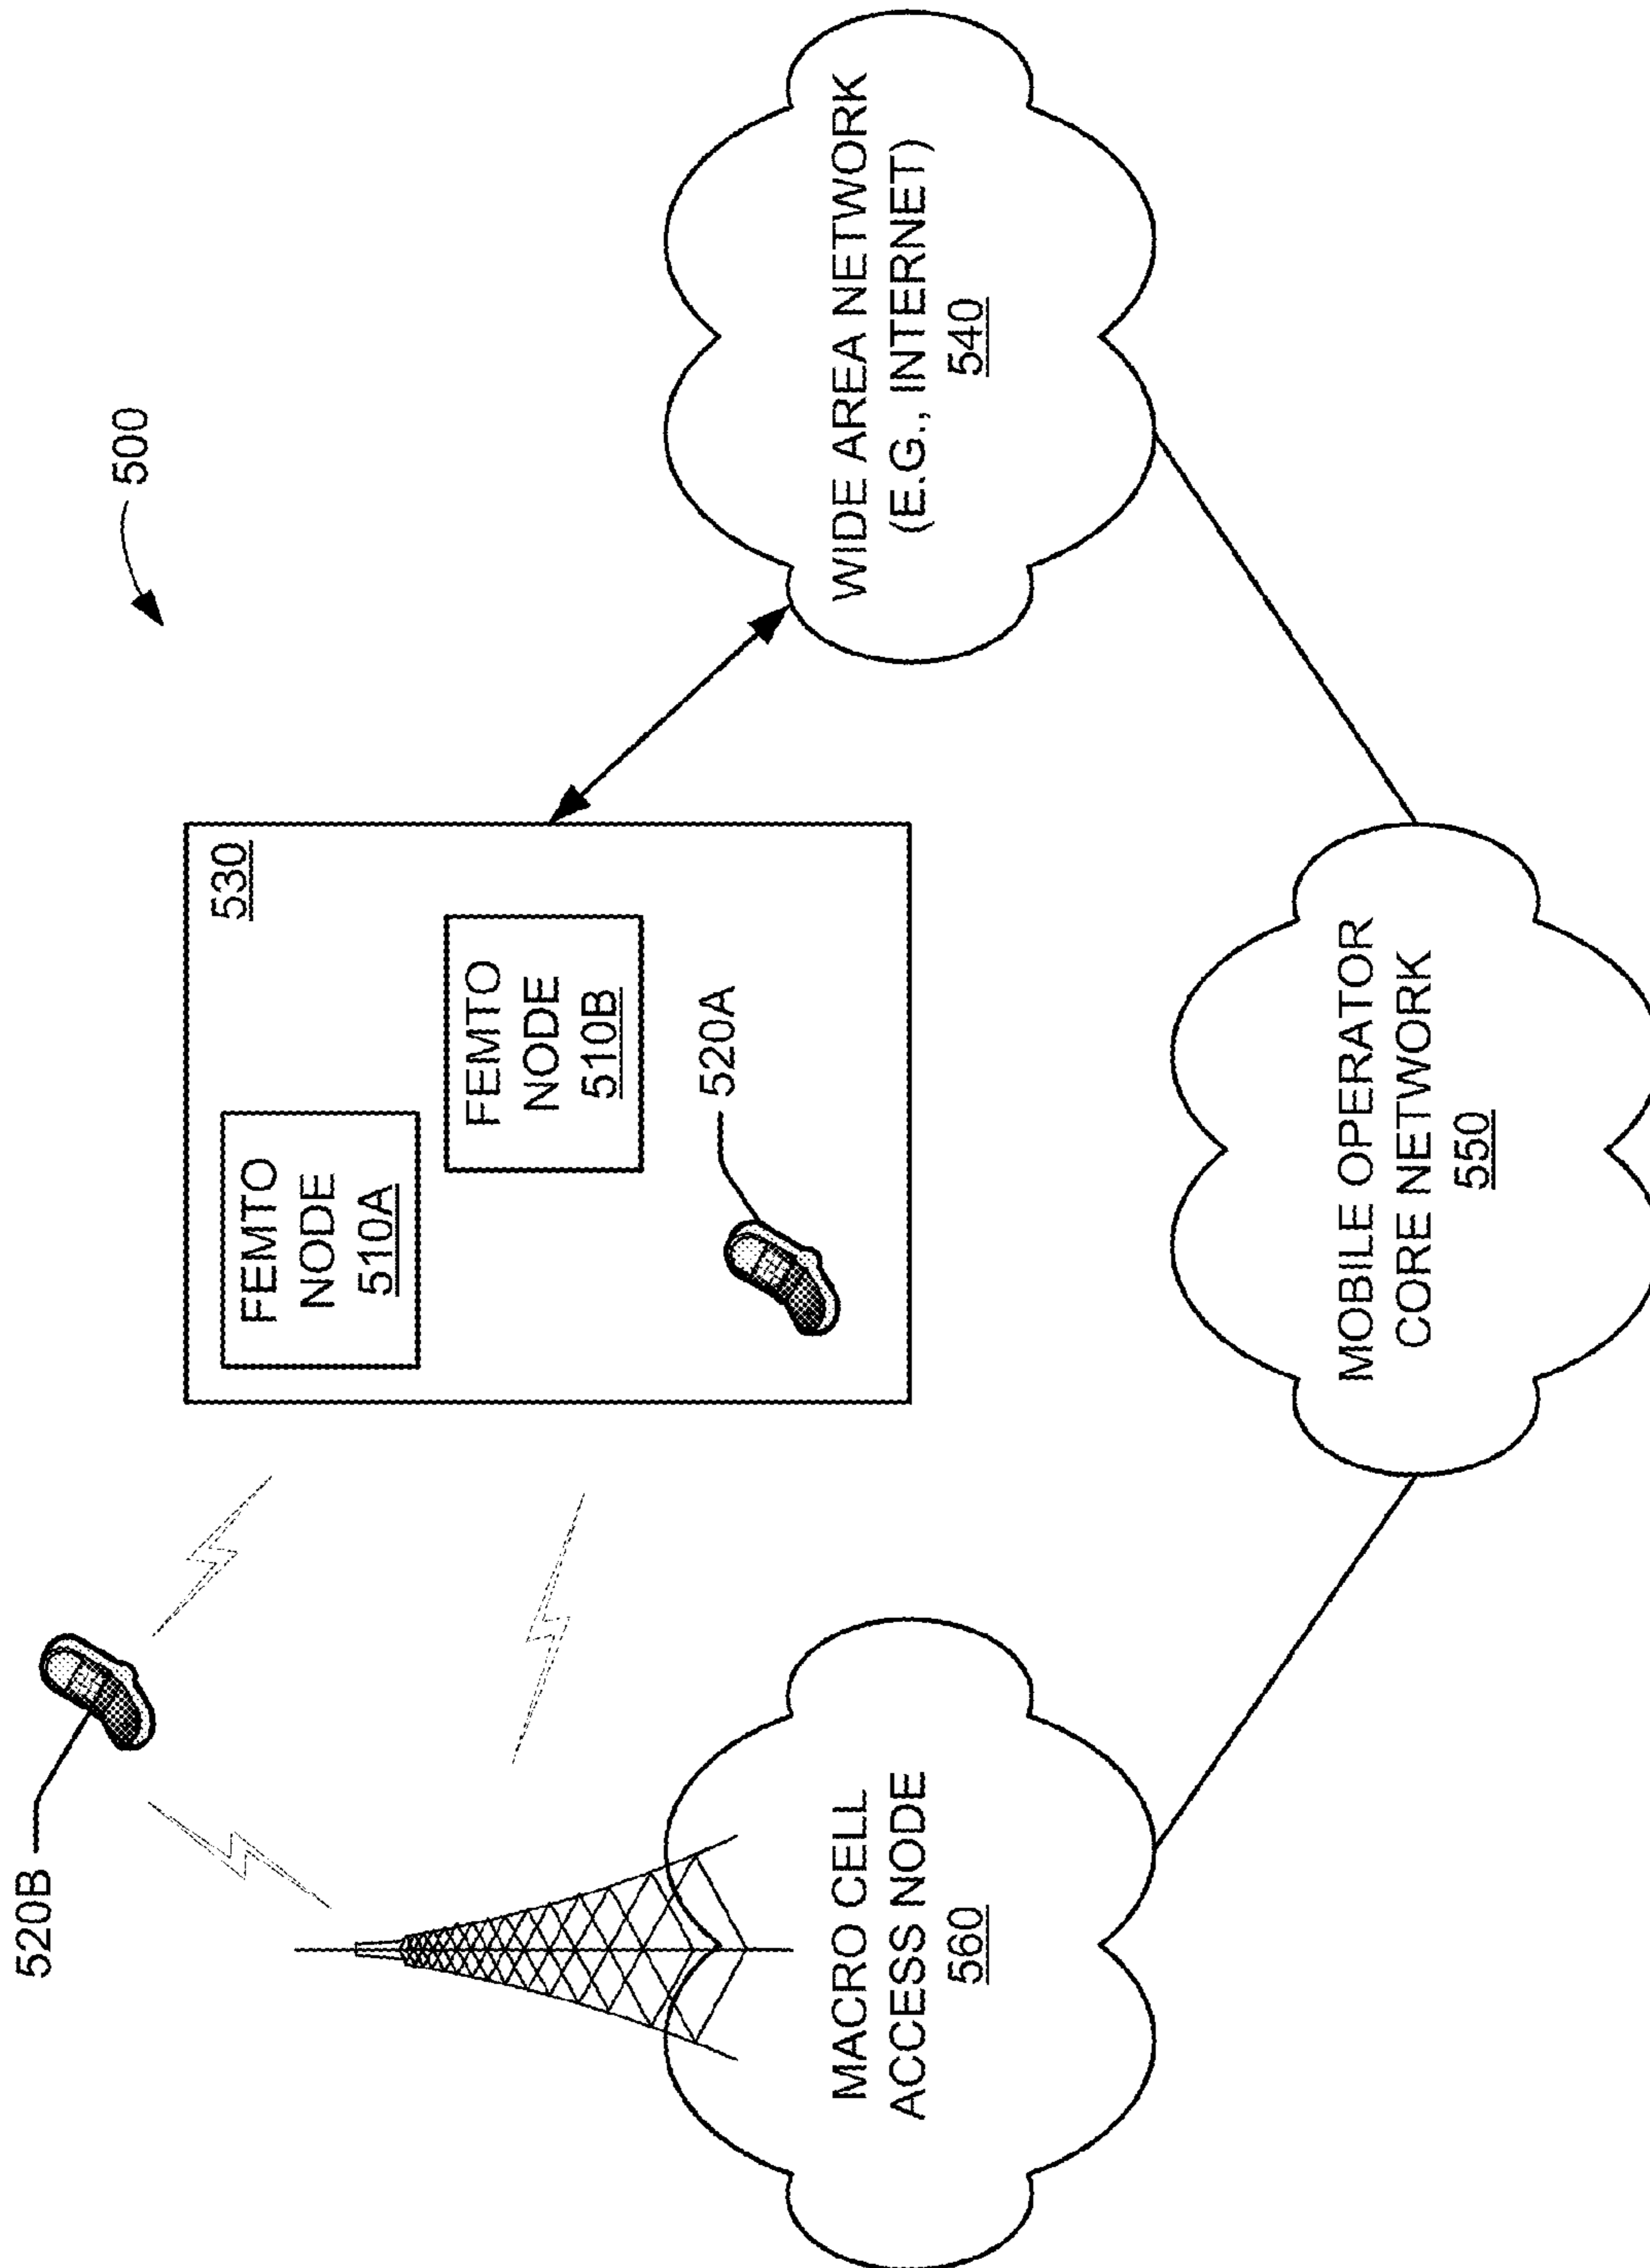 500
520B
530
FEMTO
NODE
510A
FEMTO
NODE
510B
520A
MACRO CELL
ACCESS NODE
560
WIDE AREA NETWORK
(E.G., INTERNET)
540
MOBILE OPERATOR
CORE NETWORK
550